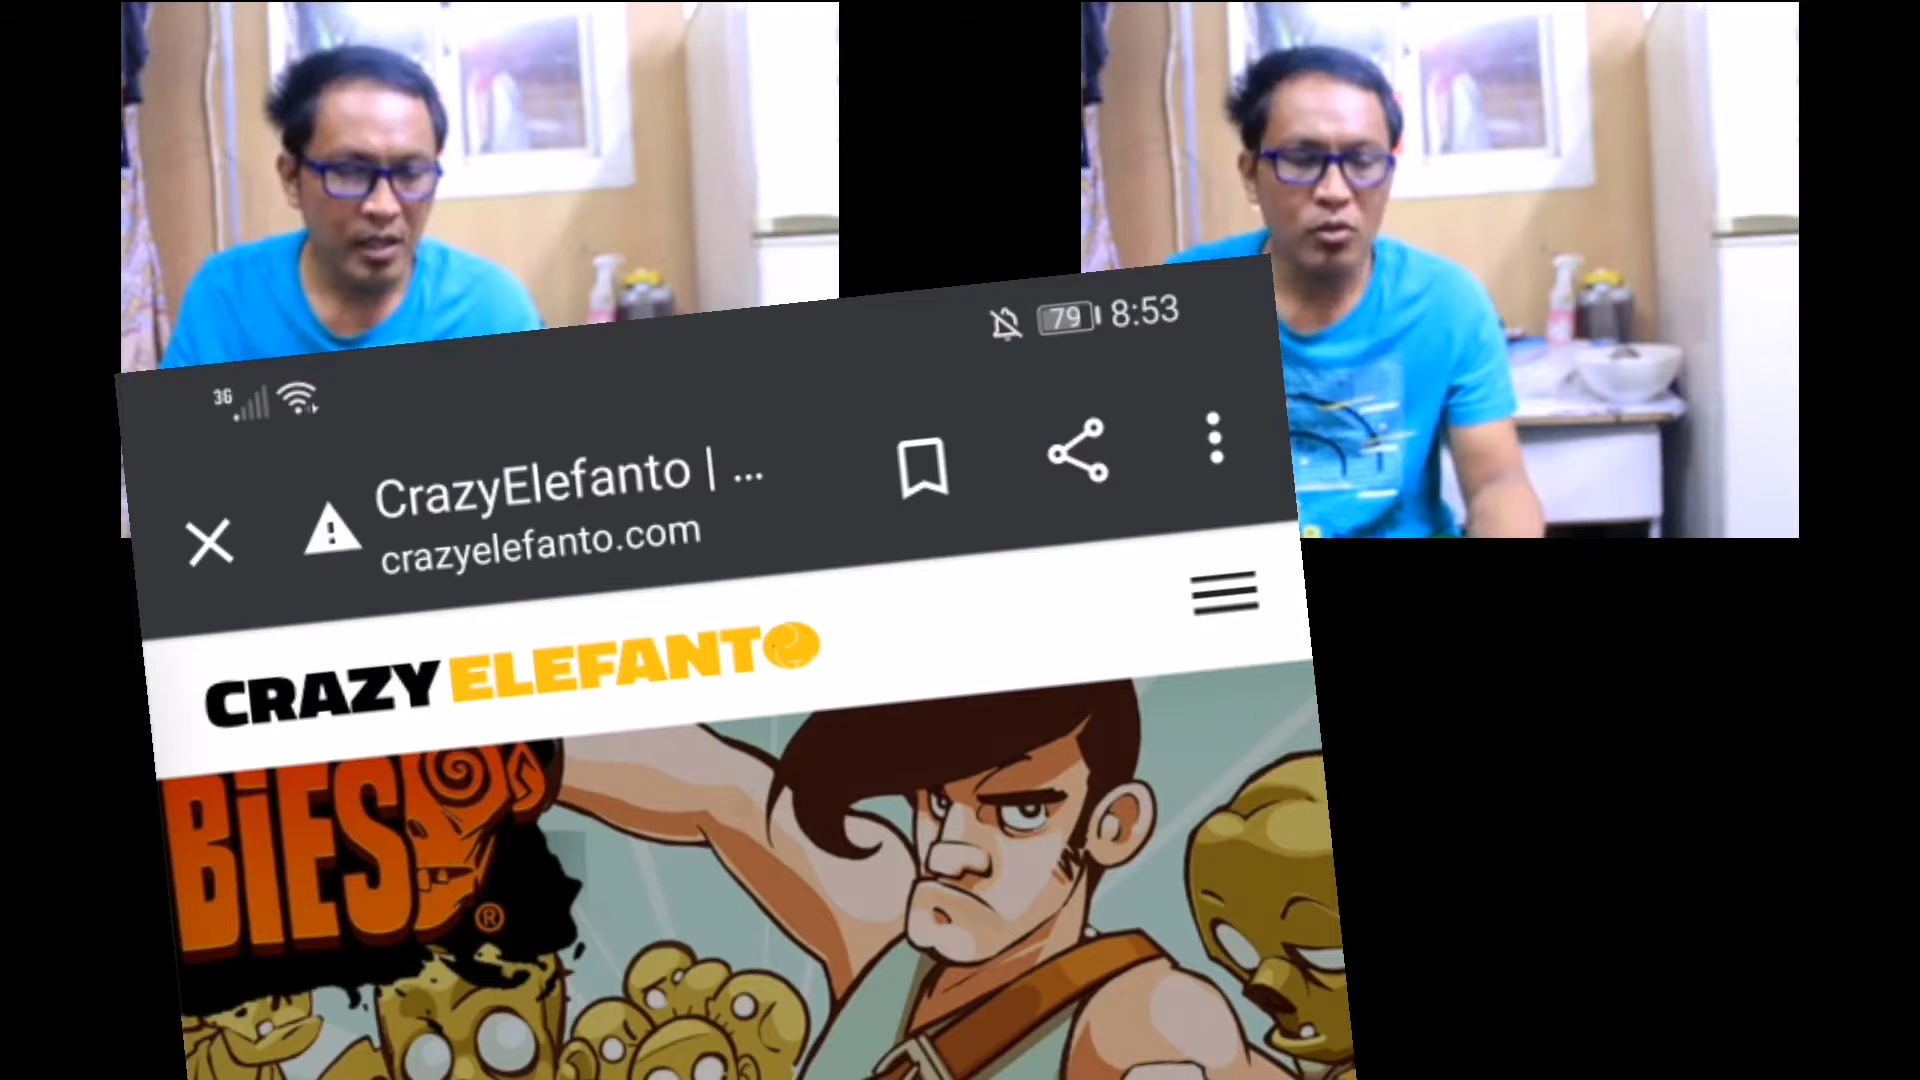 3G
79 8:53
CrazyElefanto | ...
crazyelefanto.com
CRAZY ELEFANTO
BiES
®